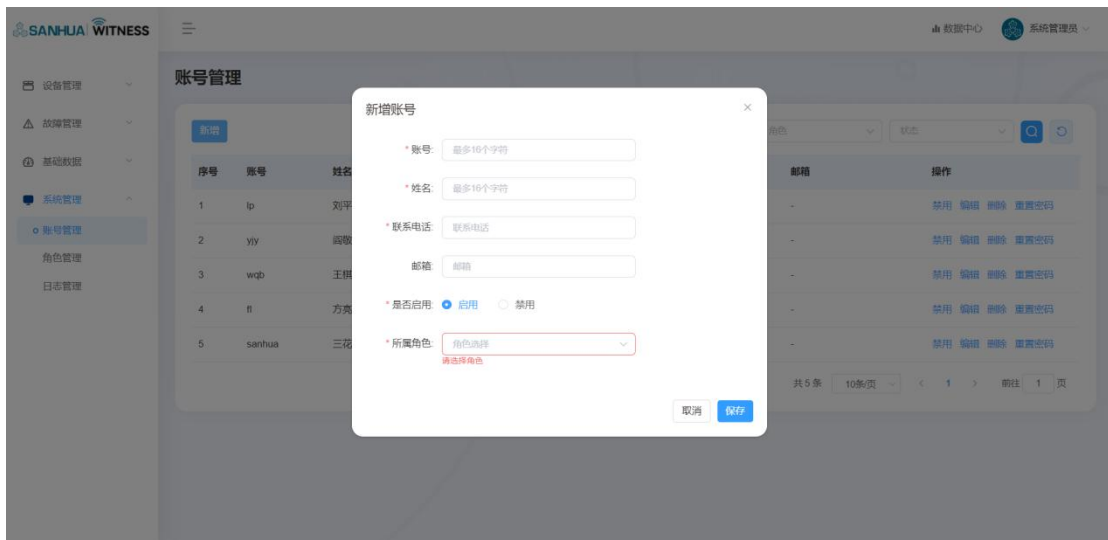 SANHUA WITNESS
数据中心 系统管理员
设备管理
故障管理
基础数据
系统管理
账号管理
角色管理
日志管理
账号管理
新增
角色 状态
序号 账号 姓名 邮箱 操作
1 lp 刘平 - 禁用 编辑 删除 重置密码
2 yjy 阎敬 - 禁用 编辑 删除 重置密码
3 wqb 王棋 - 禁用 编辑 删除 重置密码
4 ft 方亮 - 禁用 编辑 删除 重置密码
5 sanhua 三花 - 禁用 编辑 删除 重置密码
共 5 条 10条/页 < 1 > 前往 1 页
新增账号
* 账号: 最多16个字符
* 姓名: 最多16个字符
* 联系电话: 联系电话
邮箱: 邮箱
* 是否启用: 启用 禁用
* 所属角色: 角色选择
请选择角色
取消 保存